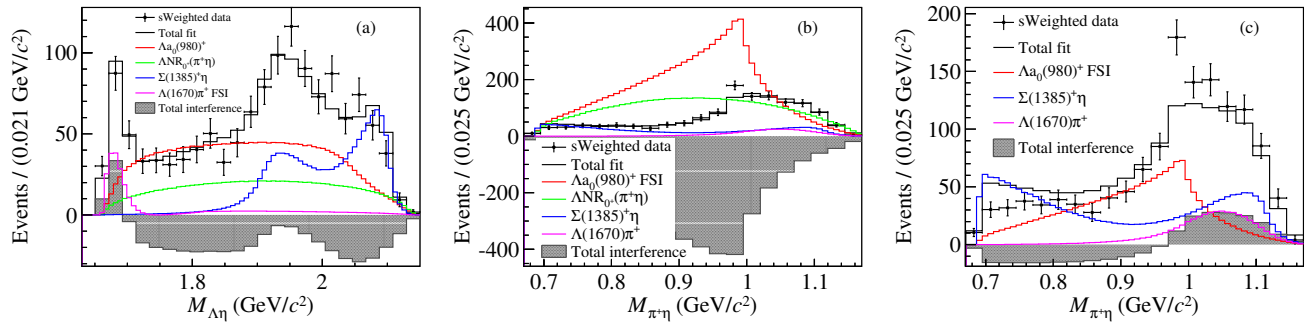 (a)
sWeighted data
Total fit
Λa₀(980)⁺
ΛNR₀₋(π⁺η)
Σ(1385)⁺η
Λ(1670)π⁺ FSI
Total interference
Events / (0.021 GeV/c²)
100
50
0
1.8
2
M_Λη (GeV/c²)
(b)
Events / (0.025 GeV/c²)
400
200
0
−200
−400
sWeighted data
Total fit
Λa₀(980)⁺ FSI
ΛNR₀₋(π⁺η)
Σ(1385)⁺η
Λ(1670)π⁺
Total interference
0.7
0.8
0.9
1
1.1
M_π⁺η (GeV/c²)
(c)
sWeighted data
Total fit
Λa₀(980)⁺ FSI
Σ(1385)⁺η
Λ(1670)π⁺
Total interference
Events / (0.025 GeV/c²)
200
150
100
50
0
0.7
0.8
0.9
1
1.1
M_π⁺η (GeV/c²)